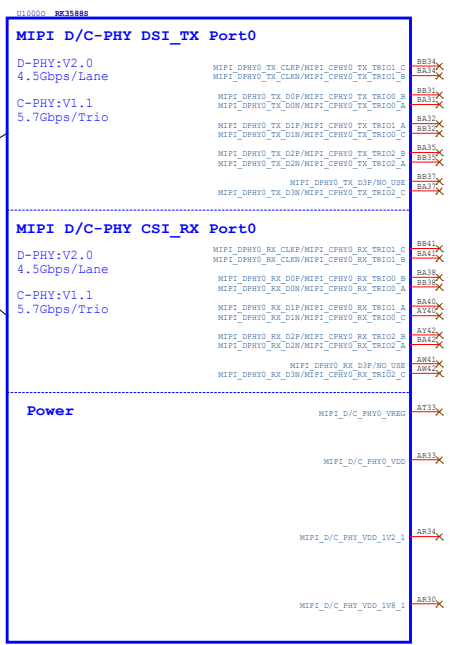 U1000O RK3588S
MIPI D/C-PHY DSI_TX Port0
D-PHY:V2.0
4.5Gbps/Lane
C-PHY:V1.1
5.7Gbps/Trio
MIPI_DPHY0_TX_CLKP/MIPI_CPHY0_TX_TRIO1_C BB34
MIPI_DPHY0_TX_CLKN/MIPI_CPHY0_TX_TRIO1_B BA34
MIPI_DPHY0_TX_D0P/MIPI_CPHY0_TX_TRIO0_B BB31
MIPI_DPHY0_TX_D0N/MIPI_CPHY0_TX_TRIO0_A BA31
MIPI_DPHY0_TX_D1P/MIPI_CPHY0_TX_TRIO1_A BA32
MIPI_DPHY0_TX_D1N/MIPI_CPHY0_TX_TRIO0_C BB32
MIPI_DPHY0_TX_D2P/MIPI_CPHY0_TX_TRIO2_B BA35
MIPI_DPHY0_TX_D2N/MIPI_CPHY0_TX_TRIO2_A BB35
MIPI_DPHY0_TX_D3P/NO_USE BB37
MIPI_DPHY0_TX_D3N/MIPI_CPHY0_TX_TRIO2_C BA37
MIPI D/C-PHY CSI_RX Port0
D-PHY:V2.0
4.5Gbps/Lane
C-PHY:V1.1
5.7Gbps/Trio
MIPI_DPHY0_RX_CLKP/MIPI_CPHY0_RX_TRIO1_C BB41
MIPI_DPHY0_RX_CLKN/MIPI_CPHY0_RX_TRIO1_B BA41
MIPI_DPHY0_RX_D0P/MIPI_CPHY0_RX_TRIO0_B BA38
MIPI_DPHY0_RX_D0N/MIPI_CPHY0_RX_TRIO0_A BB38
MIPI_DPHY0_RX_D1P/MIPI_CPHY0_RX_TRIO1_A BA40
MIPI_DPHY0_RX_D1N/MIPI_CPHY0_RX_TRIO0_C AY40
MIPI_DPHY0_RX_D2P/MIPI_CPHY0_RX_TRIO2_B AY42
MIPI_DPHY0_RX_D2N/MIPI_CPHY0_RX_TRIO2_A BA42
MIPI_DPHY0_RX_D3P/NO_USE AW41
MIPI_DPHY0_RX_D3N/MIPI_CPHY0_RX_TRIO2_C AW42
Power
MIPI_D/C_PHY0_VREG AT33
MIPI_D/C_PHY0_VDD AR33
MIPI_D/C_PHY_VDD_1V2_1 AR34
MIPI_D/C_PHY_VDD_1V8_1 AR30